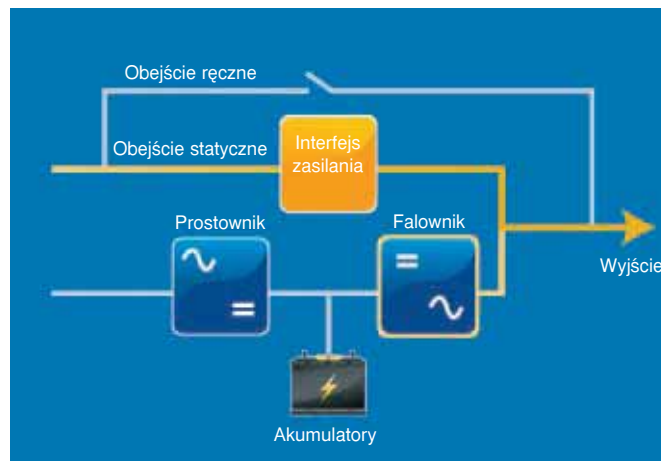 Obejście ręczne
Obejście statyczne
Interfejs
zasilania
Prostownik
Falownik
Wyjście
Akumulatory